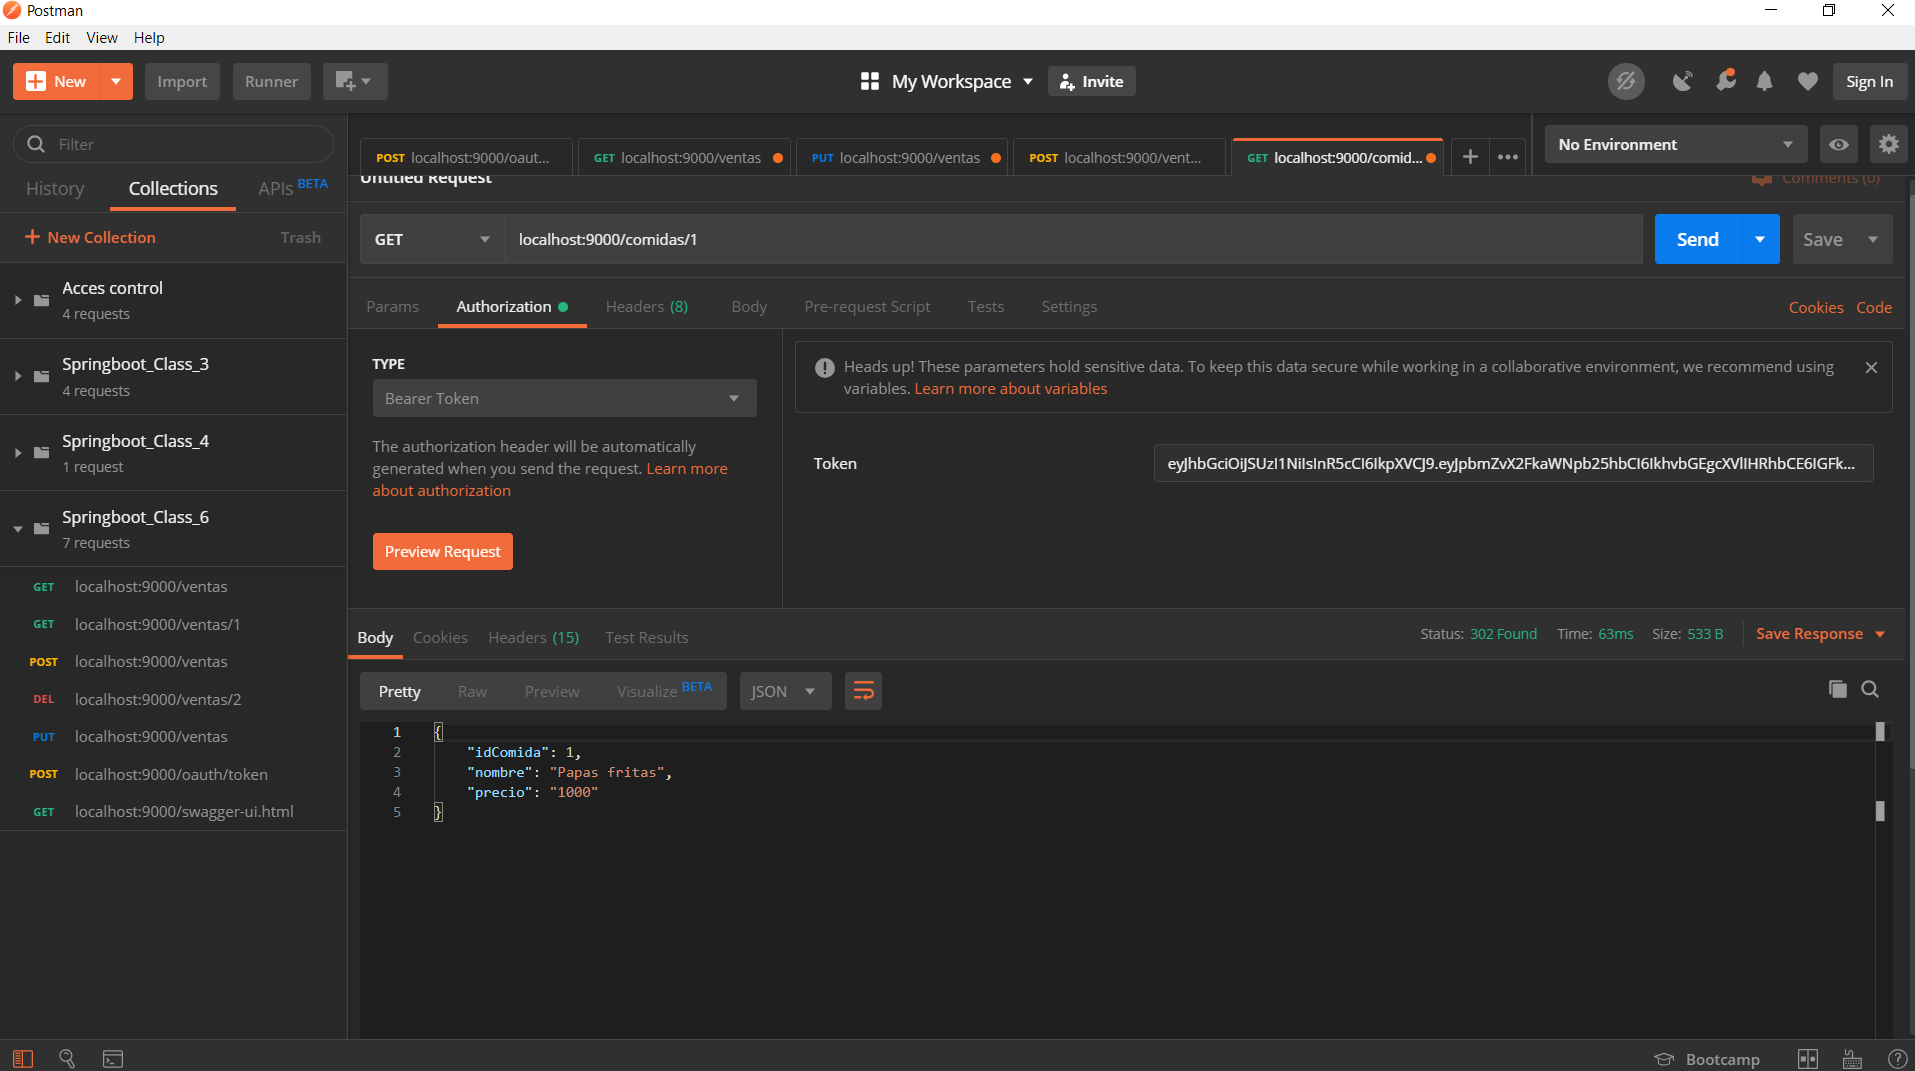 Postman
File Edit View Help
New Import Runner My Workspace Invite Sign In
Filter
History Collections APIs BETA
New Collection Trash
Acces control
4 requests
Springboot_Class_3
4 requests
Springboot_Class_4
1 request
Springboot_Class_6
7 requests
GET localhost:9000/ventas
GET localhost:9000/ventas/1
POST localhost:9000/ventas
DEL localhost:9000/ventas/2
PUT localhost:9000/ventas
POST localhost:9000/oauth/token
GET localhost:9000/swagger-ui.html
POST localhost:9000/oaut... GET localhost:9000/ventas PUT localhost:9000/ventas POST localhost:9000/vent... GET localhost:9000/comid... No Environment
Untitled Request Comments (0)
GET localhost:9000/comidas/1 Send Save
Params Authorization Headers (8) Body Pre-request Script Tests Settings Cookies Code
TYPE
Bearer Token
The authorization header will be automatically
generated when you send the request. Learn more
about authorization
Preview Request
Heads up! These parameters hold sensitive data. To keep this data secure while working in a collaborative environment, we recommend using
variables. Learn more about variables
Token eyJhbGciOiJSUzI1NiIsInR5cCI6IkpXVCJ9.eyJpbmZvX2FkaWNpb25hbCI6IkhvbGEgcXVlIHRhbCE6IGFk...
Body Cookies Headers (15) Test Results Status: 302 Found Time: 63ms Size: 533 B Save Response
Pretty Raw Preview Visualize BETA JSON
1 {
2 "idComida": 1,
3 "nombre": "Papas fritas",
4 "precio": "1000"
5 }
Bootcamp